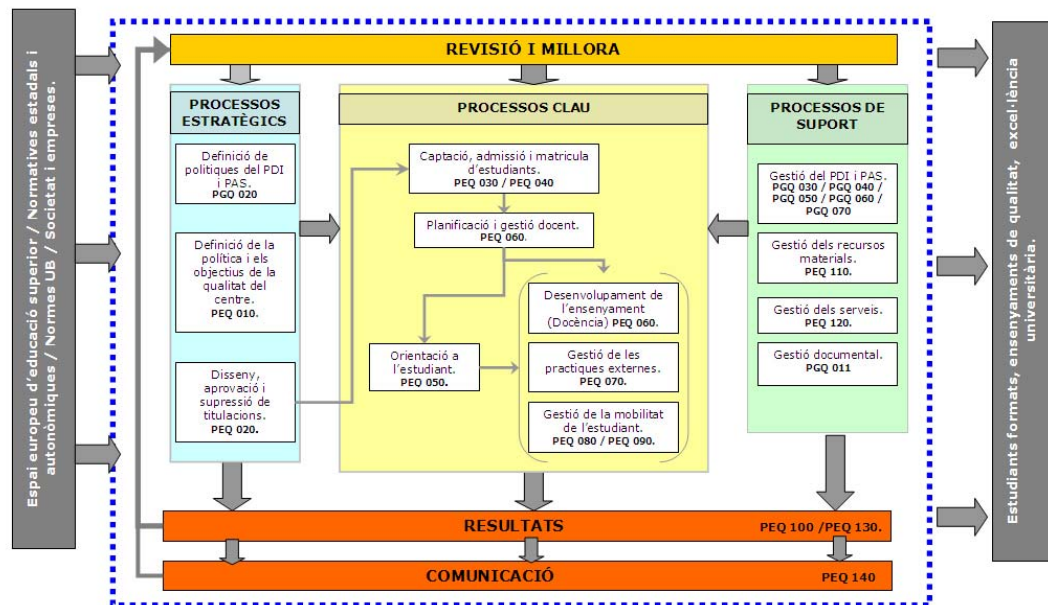 Espai europeu d'educació superior / Normatives estadals i
autonòmiques / Normes UB / Societat i empreses.
REVISIÓ I MILLORA
PROCESSOS
ESTRATÈGICS
Definició de
politiques del PDI
i PAS.
PGQ 020
Definició de la
política i els
objectius de la
qualitat del
centre.
PEQ 010.
Disseny,
aprovació i
supressió de
titulacions.
PEQ 020.
PROCESSOS CLAU
Captació, admissió i matricula
d'estudiants.
PEQ 030 / PEQ 040
Planificació i gestió docent.
PEQ 060.
Desenvolupament de
l'ensenyament
(Docència) PEQ 060.
Orientació a
l'estudiant.
PEQ 050.
Gestió de les
practiques externes.
PEQ 070.
Gestió de la mobilitat
de l'estudiant.
PEQ 080 / PEQ 090.
PROCESSOS DE
SUPORT
Gestió del PDI i PAS.
PGQ 030 / PGQ 040 /
PGQ 050 / PGQ 060 /
PGQ 070
Gestió dels recursos
materials.
PEQ 110.
Gestió dels serveis.
PEQ 120.
Gestió documental.
PGQ 011
RESULTATS
PEQ 100 /PEQ 130.
COMUNICACIÓ
PEQ 140
Estudiants formats, ensenyaments de qualitat, excel·lència
universitària.